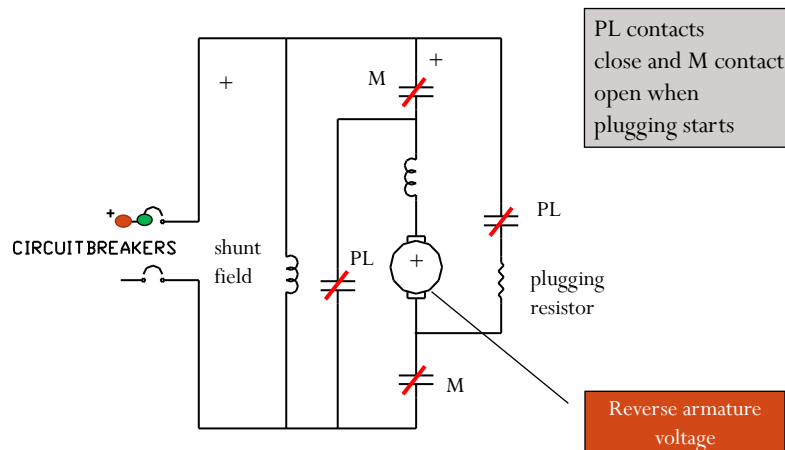 PL contacts
close and M contact
open when
plugging starts
+
+
M
+
CIRCUITBREAKERS
shunt
field
PL
+
PL
plugging
resistor
M
Reverse armature
voltage